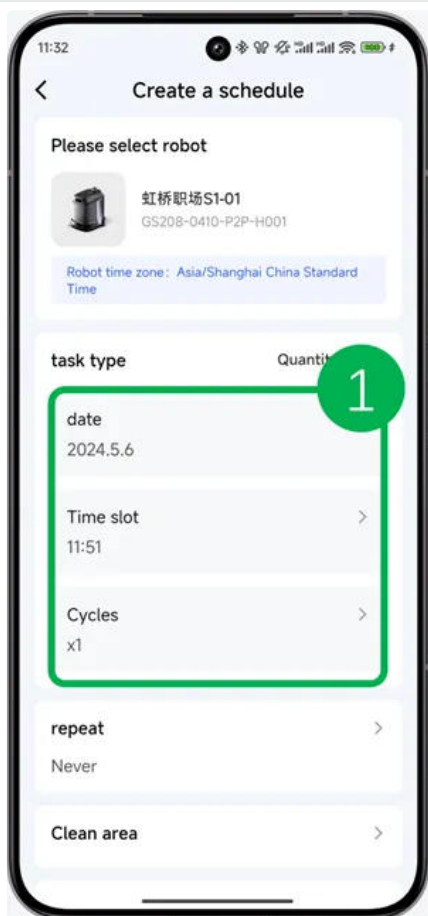 11:32
Create a schedule
Please select robot
虹桥职场S1-01
GS208-0410-P2P-H001
Robot time zone: Asia/Shanghai China Standard
Time
task type
Quantit
1
date
2024.5.6
Time slot
11:51
Cycles
x1
repeat
Never
Clean area